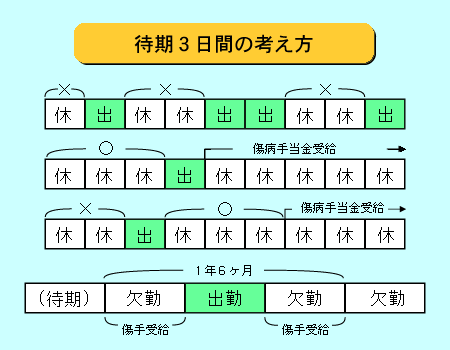 待期３日間の考え方
× × ×
休 出 休 休 出 出 休 休 出
○ 傷病手当金受給
休 休 休 出 休 休 休 休 休
× ○ 傷病手当金受給
休 休 出 休 休 休 休 休 休
１年６ヶ月
(待期) 欠勤 出勤 欠勤 欠勤
傷手受給 傷手受給